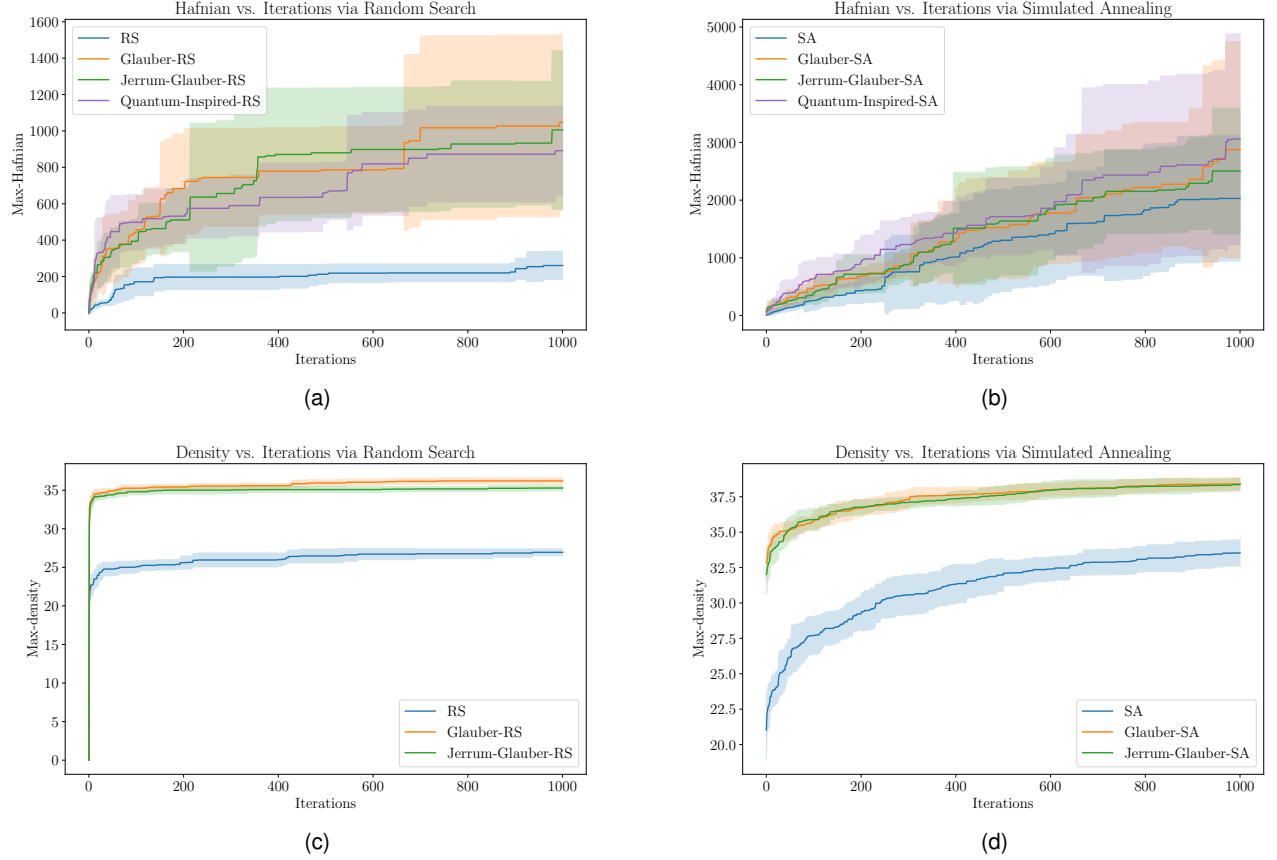 Hafnian vs. Iterations via Random Search
Max-Hafnian
1600
1400
1200
1000
800
600
400
200
0
RS
Glauber-RS
Jerrum-Glauber-RS
Quantum-Inspired-RS
0 200 400 600 800 1000
Iterations
(a)
Hafnian vs. Iterations via Simulated Annealing
Max-Hafnian
5000
4000
3000
2000
1000
0
SA
Glauber-SA
Jerrum-Glauber-SA
Quantum-Inspired-SA
0 200 400 600 800 1000
Iterations
(b)
Density vs. Iterations via Random Search
Max-density
35
30
25
20
15
10
5
0
RS
Glauber-RS
Jerrum-Glauber-RS
0 200 400 600 800 1000
Iterations
(c)
Density vs. Iterations via Simulated Annealing
Max-density
37.5
35.0
32.5
30.0
27.5
25.0
22.5
20.0
SA
Glauber-SA
Jerrum-Glauber-SA
0 200 400 600 800 1000
Iterations
(d)